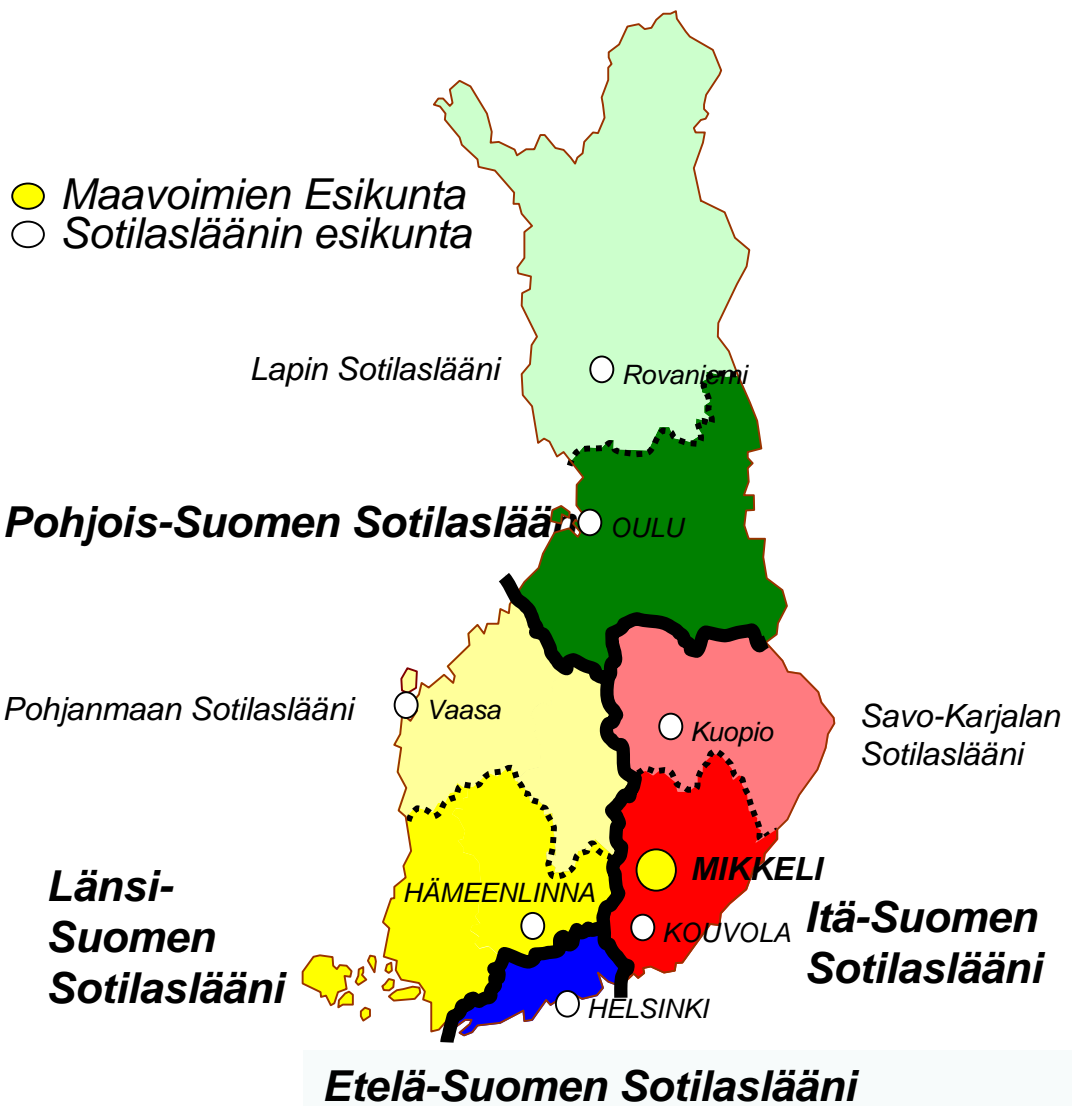 Maavoimien Esikunta
Sotilasläänin esikunta
Lapin Sotilaslääni
Rovaniemi
Pohjois-Suomen Sotilaslääni
OULU
Pohjanmaan Sotilaslääni
Vaasa
Kuopio
Savo-Karjalan
Sotilaslääni
MIKKELI
HÄMEENLINNA
Länsi-
Suomen
Sotilaslääni
KOUVOLA
Itä-Suomen
Sotilaslääni
HELSINKI
Etelä-Suomen Sotilaslääni